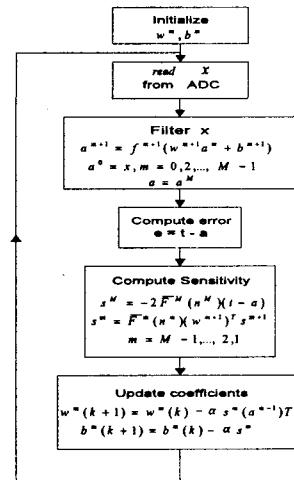 Initialize
w^m, b^m
read x
from ADC
Filter x
a^{m+1} = f^{m+1}(w^{m+1}a^m + b^{m+1})
a^0 = x, m = 0,2,..., M - 1
a = a^M
Compute error
e = t - a
Compute Sensitivity
s^M = -2 F̄^M (n^M)(t - a)
s^m = F̄^m (n^m)(w^{m+1})^T s^{m+1}
m = M - 1,..., 2,1
Update coefficients
w^m (k + 1) = w^m (k) - α s^m (a^{m-1})T
b^m (k + 1) = b^m (k) - α s^m